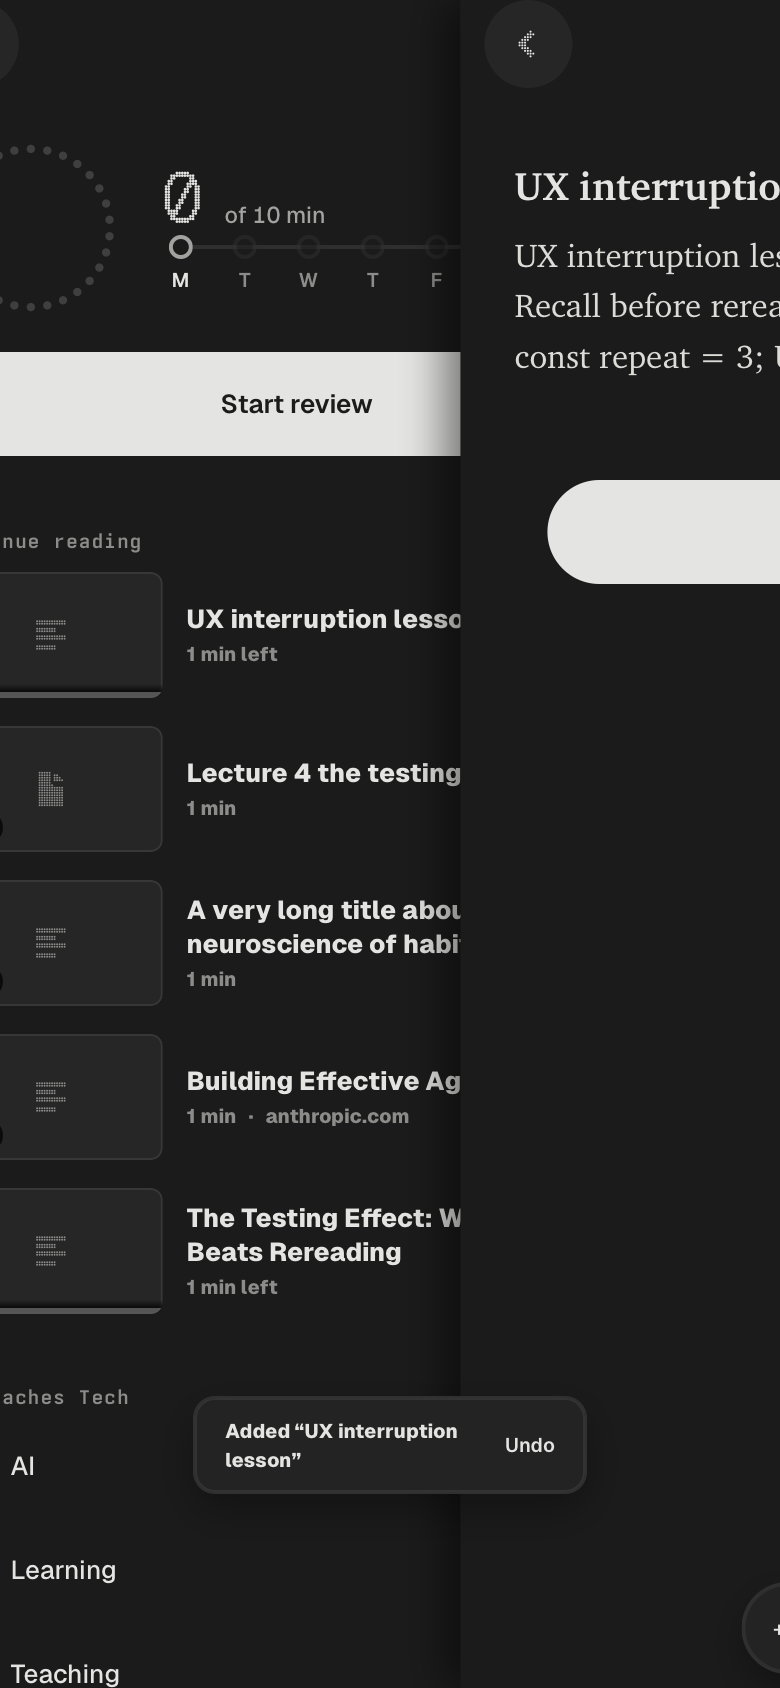 0 of 10 min
M T W T F
Start review
nue reading
UX interruption lesso
1 min left
Lecture 4 the testing
1 min
A very long title abou
neuroscience of habi
1 min
Building Effective Ag
1 min · anthropic.com
The Testing Effect: W
Beats Rereading
1 min left
aches Tech
AI
Learning
Teaching
UX interruptio
UX interruption les
Recall before rerea
const repeat = 3;
Added “UX interruption
lesson”
Undo